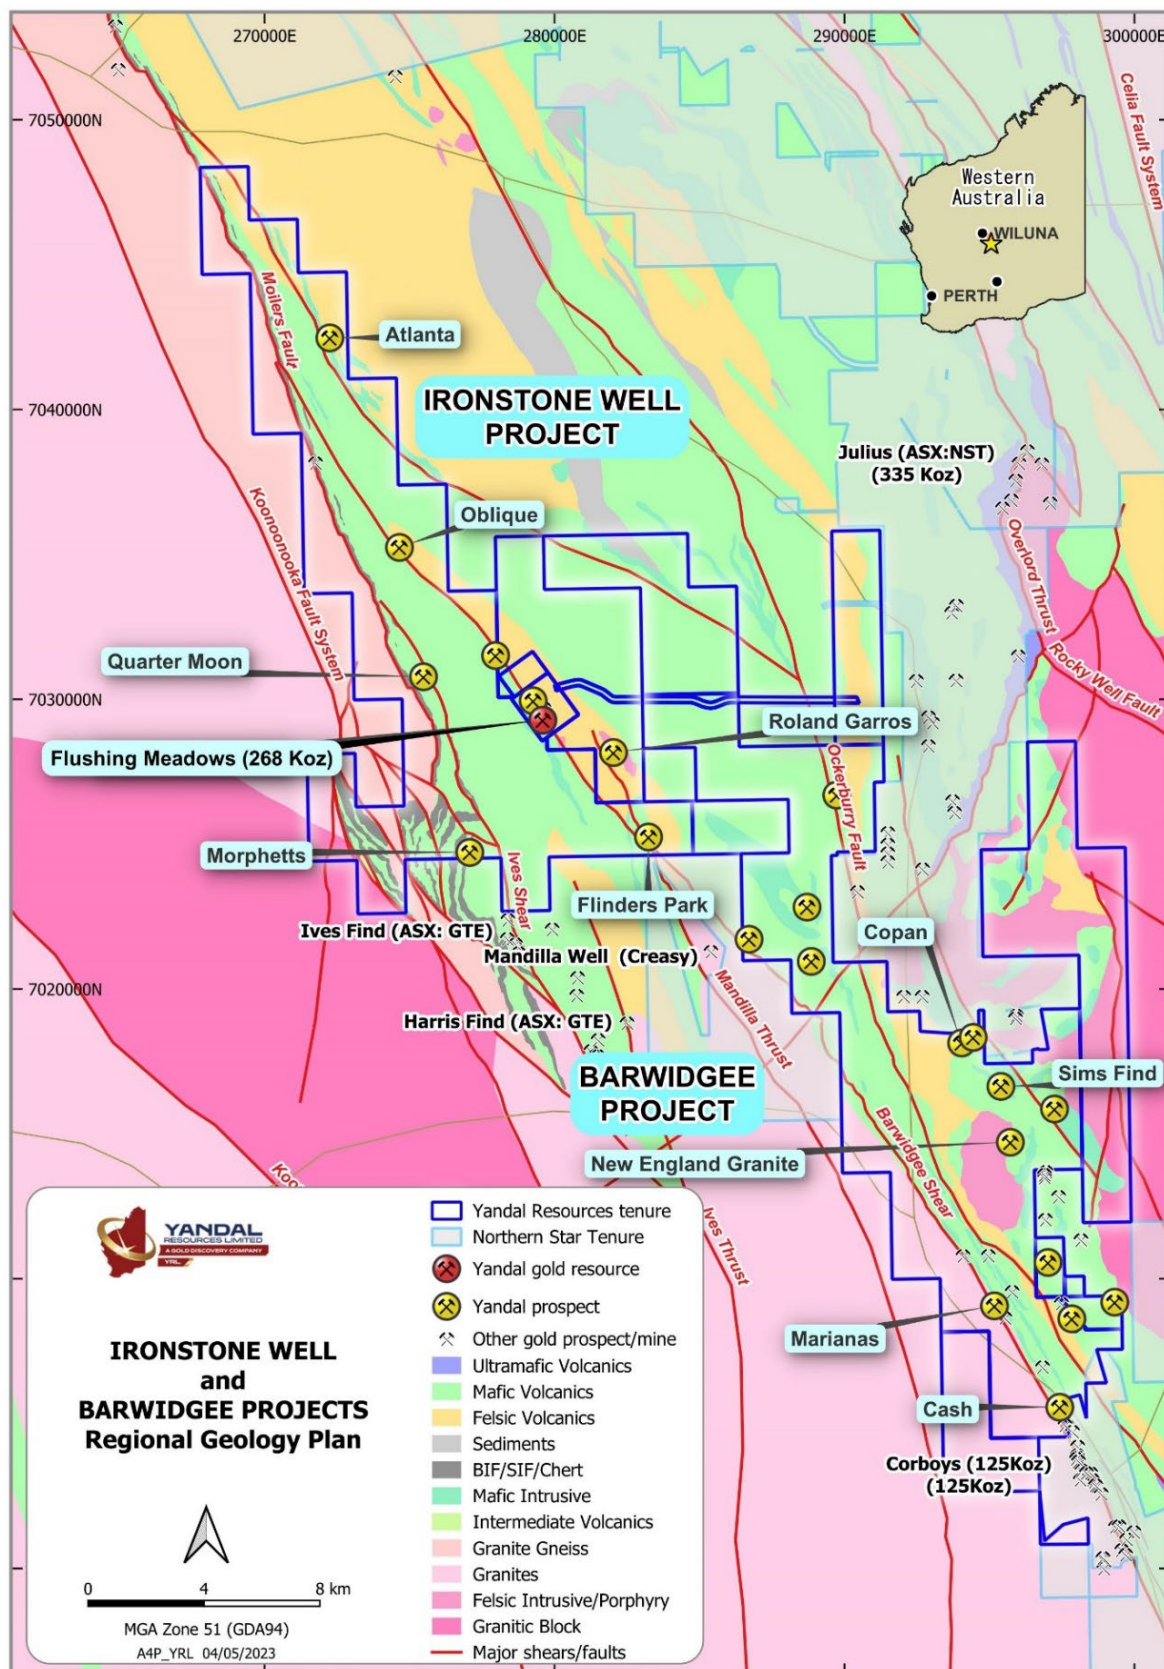 270000E
280000E
290000E
300000E
7050000N
7040000N
7030000N
7020000N
Celia Fault System
Western
Australia
WILUNA
PERTH
Moilers Fault
Atlanta
IRONSTONE WELL
PROJECT
Julius (ASX:NST)
(335 Koz)
Oblique
Koonoonooka Fault System
Overlord Thrust
Rocky Well Fault
Quarter Moon
Roland Garros
Flushing Meadows (268 Koz)
Ockerburry Fault
Morphetts
Ives Shear
Flinders Park
Ives Find (ASX: GTE)
Copan
Mandilla Well (Creasy)
Harris Find (ASX: GTE)
Mandilla Thrust
BARWIDGEE
PROJECT
Sims Find
New England Granite
Barwidgee Shear
Koo
Ives Thrust
Marianas
Cash
Corboys (125Koz)
(125Koz)
YANDAL
RESOURCES LIMITED
A GOLD DISCOVERY COMPANY
YRL
IRONSTONE WELL
and
BARWIDGEE PROJECTS
Regional Geology Plan
0 4 8 km
MGA Zone 51 (GDA94)
A4P_YRL 04/05/2023
Yandal Resources tenure
Northern Star Tenure
Yandal gold resource
Yandal prospect
Other gold prospect/mine
Ultramafic Volcanics
Mafic Volcanics
Felsic Volcanics
Sediments
BIF/SIF/Chert
Mafic Intrusive
Intermediate Volcanics
Granite Gneiss
Granites
Felsic Intrusive/Porphyry
Granitic Block
Major shears/faults